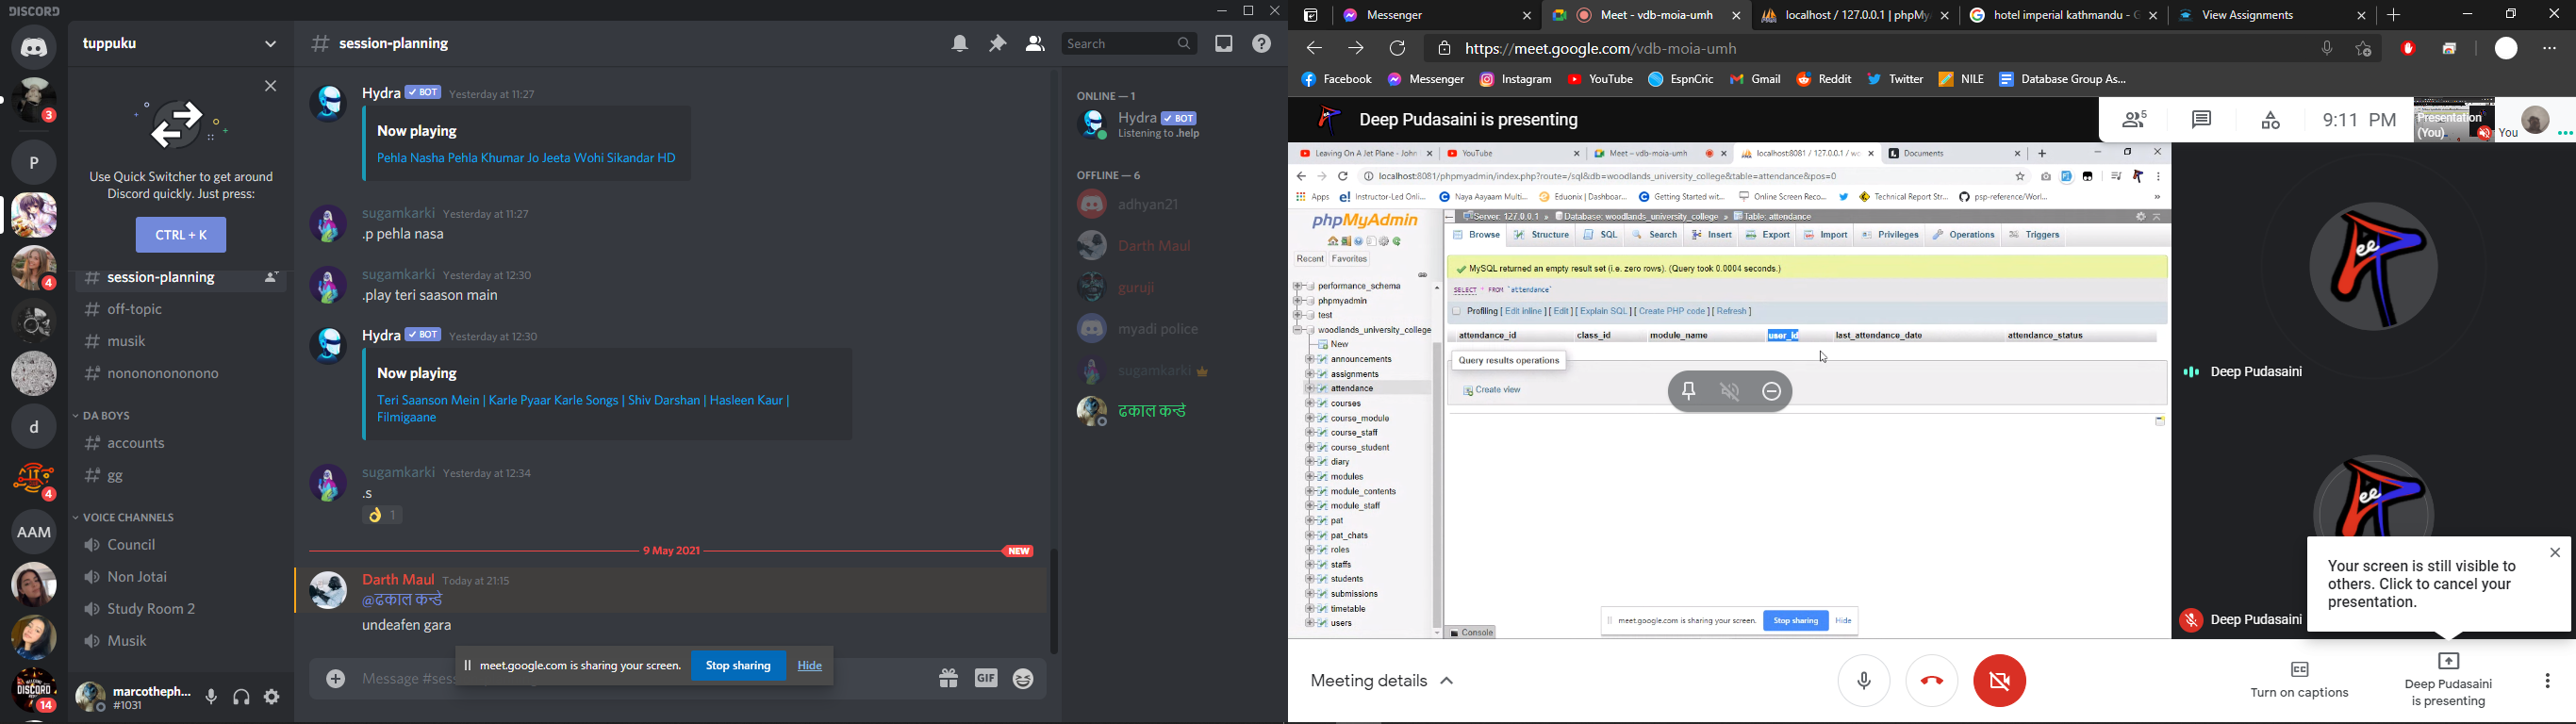 DISCORD
tuppuku
Use Quick Switcher to get around
Discord quickly. Just press:
CTRL + K
session-planning
off-topic
musik
nonononononono
DA BOYS
accounts
gg
VOICE CHANNELS
Council
Non Jotai
Study Room 2
Musik
marcotheph...
#1031
3
P
4
d
4
AAM
DISCORD
14
# session-planning
Search
Hydra BOT Yesterday at 11:27
Now playing
Pehla Nasha Pehla Khumar Jo Jeeta Wohi Sikandar HD
sugamkarki Yesterday at 11:27
.p pehla nasa
sugamkarki Yesterday at 12:30
.play teri saason main
Hydra BOT Yesterday at 12:30
Now playing
Teri Saanson Mein | Karle Pyaar Karle Songs | Shiv Darshan | Hasleen Kaur |
Filmigaane
sugamkarki Yesterday at 12:34
.s
1
9 May 2021 NEW
Darth Maul Today at 21:15
@ढकाल कन्डे
undeafen gara
Message #sess
GIF
meet.google.com is sharing your screen. Stop sharing Hide
ONLINE — 1
Hydra BOT
Listening to .help
OFFLINE — 6
adhyan21
Darth Maul
guruji
myadi police
sugamkarki
ढकाल कन्डे
Messenger
Meet - vdb-moia-umh
localhost / 127.0.0.1 | phpMy
hotel imperial kathmandu - G
View Assignments
https://meet.google.com/vdb-moia-umh
Facebook Messenger Instagram YouTube EspnCric Gmail Reddit Twitter NILE Database Group As...
Deep Pudasaini is presenting
5
9:11 PM
Presentation
(You)
You
Leaving On A Jet Plane - John
YouTube
Meet – vdb-moia-umh
localhost:8081 / 127.0.0.1 / wo
Documents
localhost:8081/phpmyadmin/index.php?route=/sql&db=woodlands_university_college&table=attendance&pos=0
Apps Instructor-Led Onli... Naya Aayaam Multi... Eduonix | Dashboar... Getting Started wit... Online Screen Reco... Technical Report Str... psp-reference/Worl...
phpMyAdmin
Recent Favorites
performance_schema
phpmyadmin
test
woodlands_university_college
New
announcements
assignments
attendance
courses
course_module
course_staff
course_student
diary
modules
module_contents
module_staff
pat
pat_chats
roles
staffs
students
submissions
timetable
users
Server: 127.0.0.1 » Database: woodlands_university_college » Table: attendance
Browse Structure SQL Search Insert Export Import Privileges Operations Triggers
MySQL returned an empty result set (i.e. zero rows). (Query took 0.0004 seconds.)
SELECT * FROM `attendance`
Profiling [ Edit inline ] [ Edit ] [ Explain SQL ] [ Create PHP code ] [ Refresh ]
attendance_id class_id module_name user_id last_attendance_date attendance_status
Query results operations
Create view
Console
meet.google.com is sharing your screen. Stop sharing Hide
Deep Pudasaini
Deep Pudasaini
Your screen is still visible to
others. Click to cancel your
presentation.
Meeting details
Turn on captions
Deep Pudasaini
is presenting